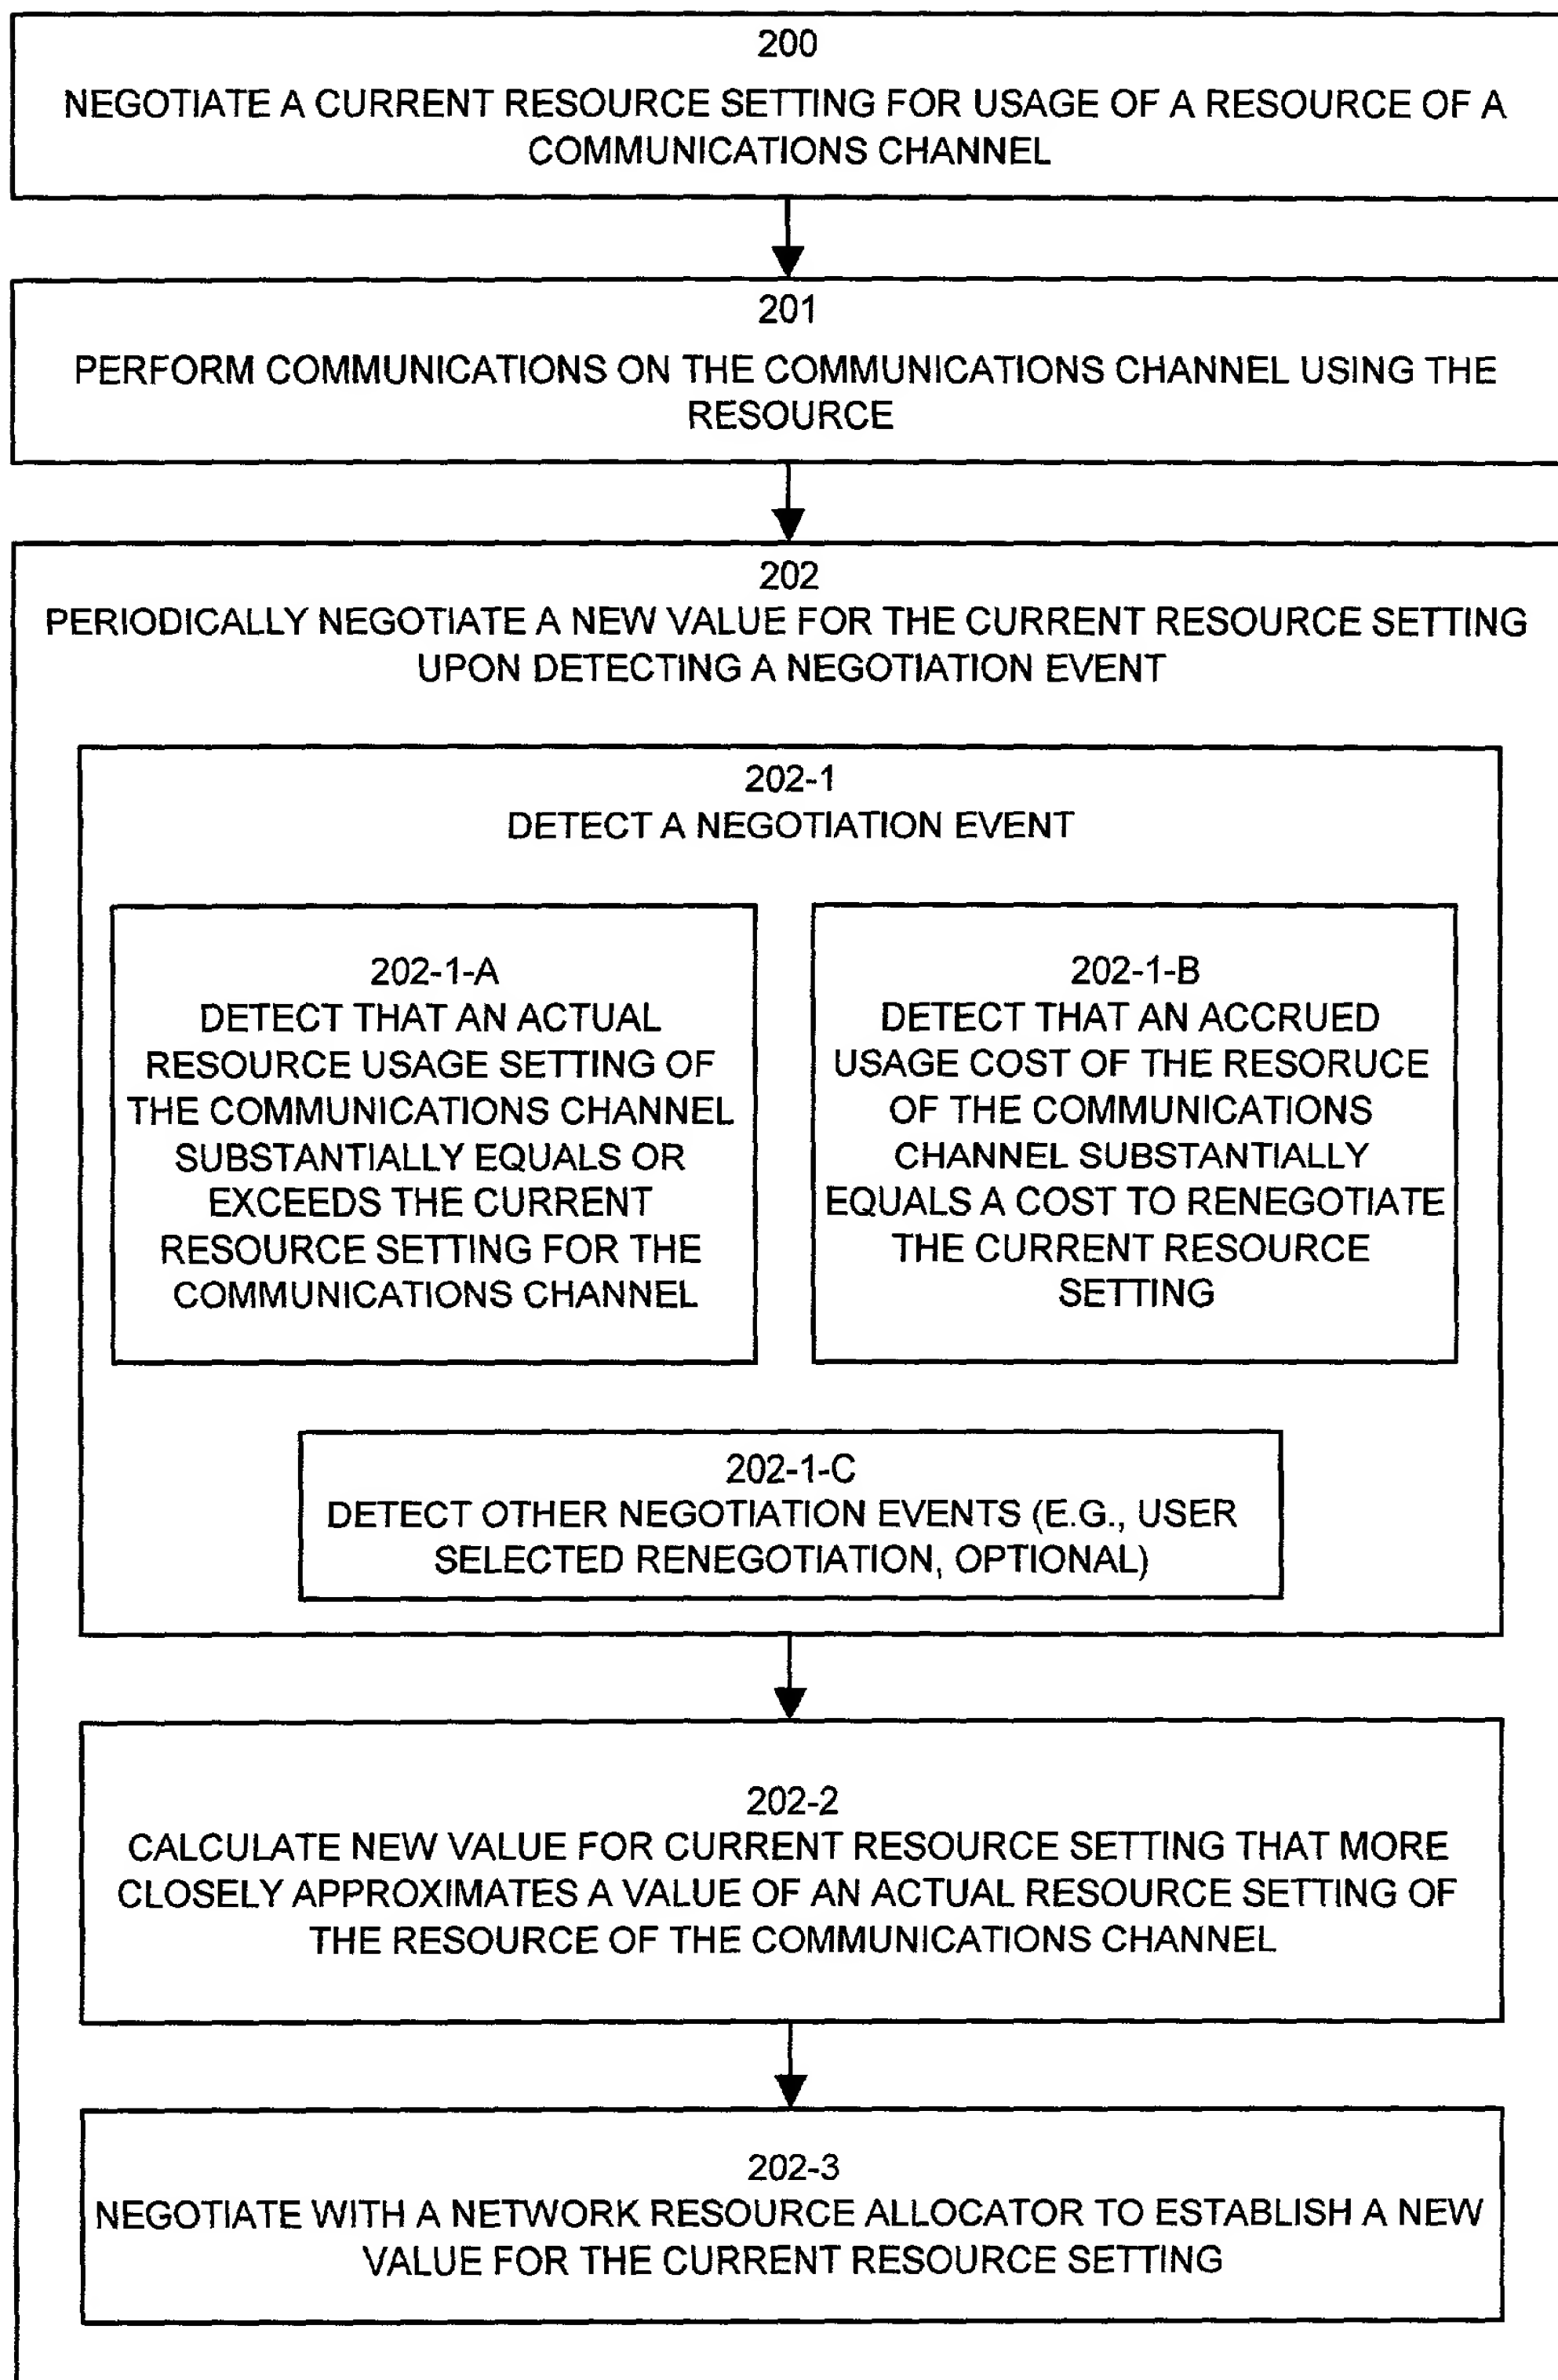 200
NEGOTIATE A CURRENT RESOURCE SETTING FOR USAGE OF A RESOURCE OF A
COMMUNICATIONS CHANNEL
201
PERFORM COMMUNICATIONS ON THE COMMUNICATIONS CHANNEL USING THE
RESOURCE
202
PERIODICALLY NEGOTIATE A NEW VALUE FOR THE CURRENT RESOURCE SETTING
UPON DETECTING A NEGOTIATION EVENT
202-1
DETECT A NEGOTIATION EVENT
202-1-A
DETECT THAT AN ACTUAL
RESOURCE USAGE SETTING OF
THE COMMUNICATIONS CHANNEL
SUBSTANTIALLY EQUALS OR
EXCEEDS THE CURRENT
RESOURCE SETTING FOR THE
COMMUNICATIONS CHANNEL
202-1-B
DETECT THAT AN ACCRUED
USAGE COST OF THE RESORUCE
OF THE COMMUNICATIONS
CHANNEL SUBSTANTIALLY
EQUALS A COST TO RENEGOTIATE
THE CURRENT RESOURCE
SETTING
202-1-C
DETECT OTHER NEGOTIATION EVENTS (E.G., USER
SELECTED RENEGOTIATION, OPTIONAL)
202-2
CALCULATE NEW VALUE FOR CURRENT RESOURCE SETTING THAT MORE
CLOSELY APPROXIMATES A VALUE OF AN ACTUAL RESOURCE SETTING OF
THE RESOURCE OF THE COMMUNICATIONS CHANNEL
202-3
NEGOTIATE WITH A NETWORK RESOURCE ALLOCATOR TO ESTABLISH A NEW
VALUE FOR THE CURRENT RESOURCE SETTING